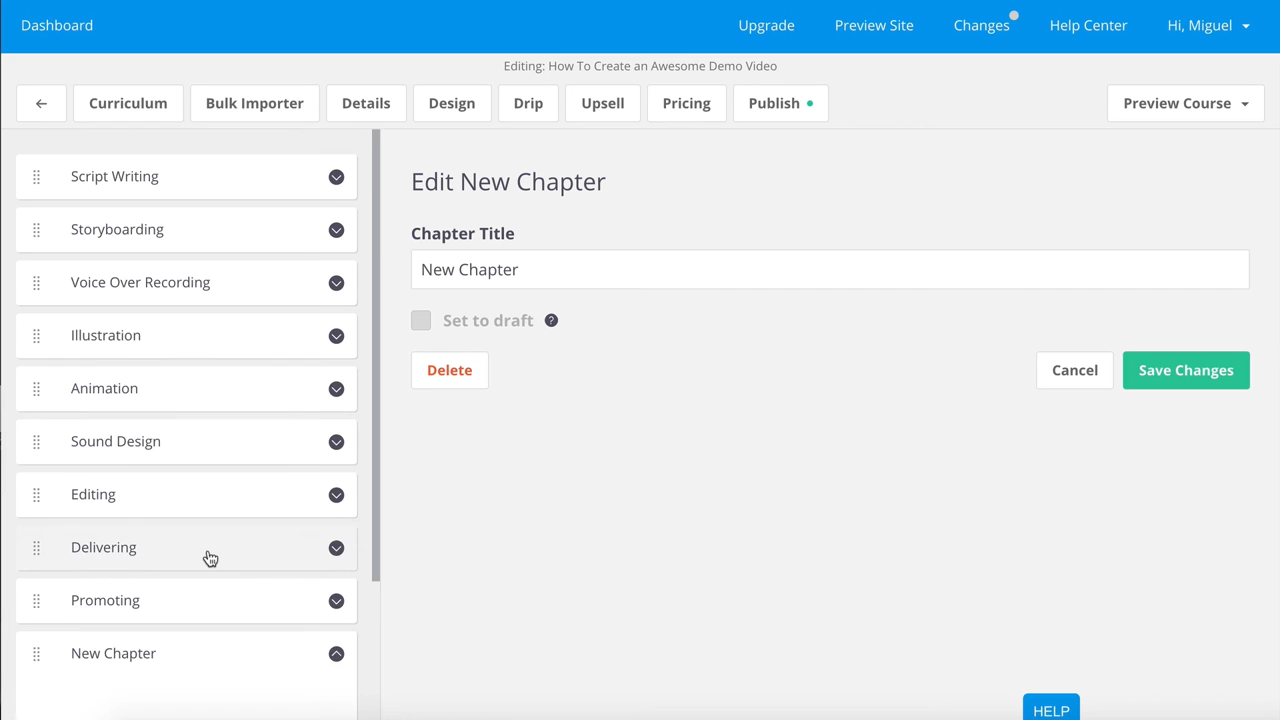 Dashboard
Upgrade
Preview Site
Changes
Help Center
Hi, Miguel
Editing: How To Create an Awesome Demo Video
Curriculum
Bulk Importer
Details
Design
Drip
Upsell
Pricing
Publish
Preview Course
Script Writing
Storyboarding
Voice Over Recording
Illustration
Animation
Sound Design
Editing
Delivering
Promoting
New Chapter
Edit New Chapter
Chapter Title
New Chapter
Set to draft ?
Delete
Cancel
Save Changes
HELP